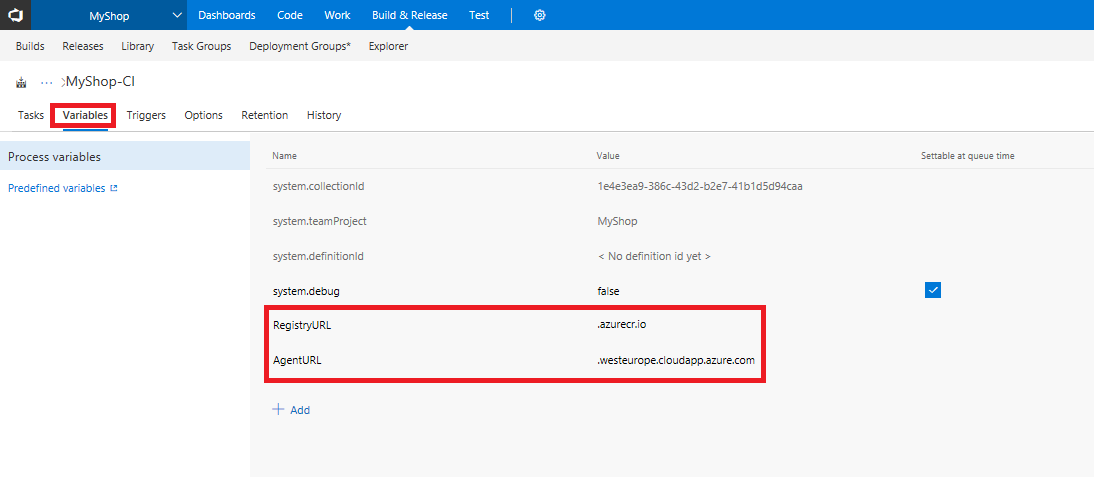 MyShop Dashboards Code Work Build & Release Test
Builds Releases Library Task Groups Deployment Groups* Explorer
... MyShop-CI
Tasks Variables Triggers Options Retention History
Process variables
Predefined variables
Name Value Settable at queue time
system.collectionId 1e4e3ea9-386c-43d2-b2e7-41b1d5d94caa
system.teamProject MyShop
system.definitionId < No definition id yet >
system.debug false
RegistryURL .azurecr.io
AgentURL .westeurope.cloudapp.azure.com
+ Add